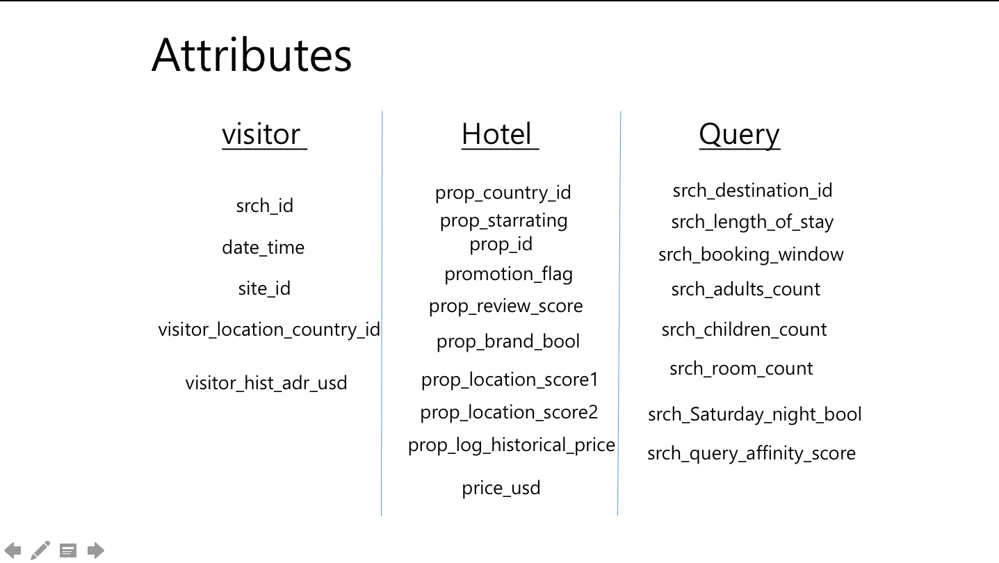 Attributes
visitor
srch_id
date_time
site_id
visitor_location_country_id
visitor_hist_adr_usd
Hotel
prop_country_id
prop_starrating
prop_id
promotion_flag
prop_review_score
prop_brand_bool
prop_location_score1
prop_location_score2
prop_log_historical_price
price_usd
Query
srch_destination_id
srch_length_of_stay
srch_booking_window
srch_adults_count
srch_children_count
srch_room_count
srch_Saturday_night_bool
srch_query_affinity_score